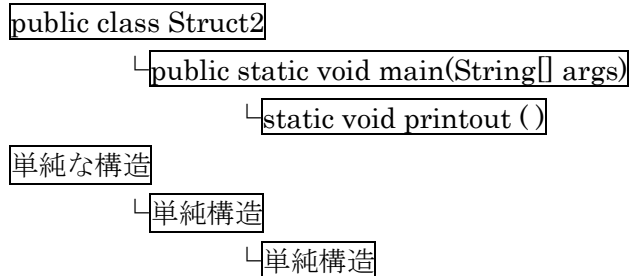 public class Struct2
└public static void main(String[] args)
└static void printout ( )
単純な構造
└単純構造
└単純構造